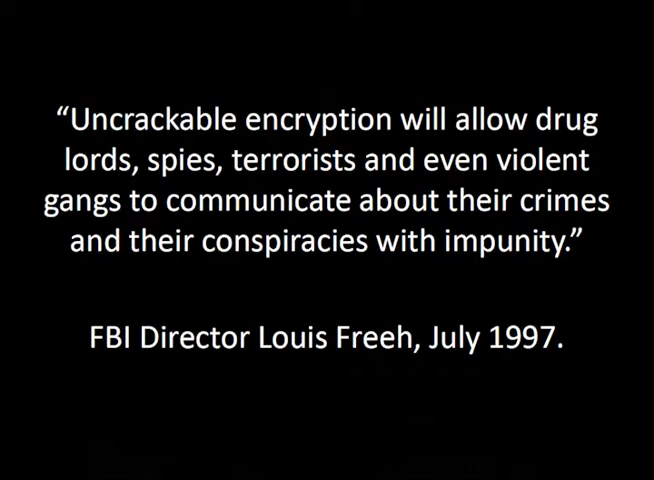 “Uncrackable encryption will allow drug
lords, spies, terrorists and even violent
gangs to communicate about their crimes
and their conspiracies with impunity.”
FBI Director Louis Freeh, July 1997.